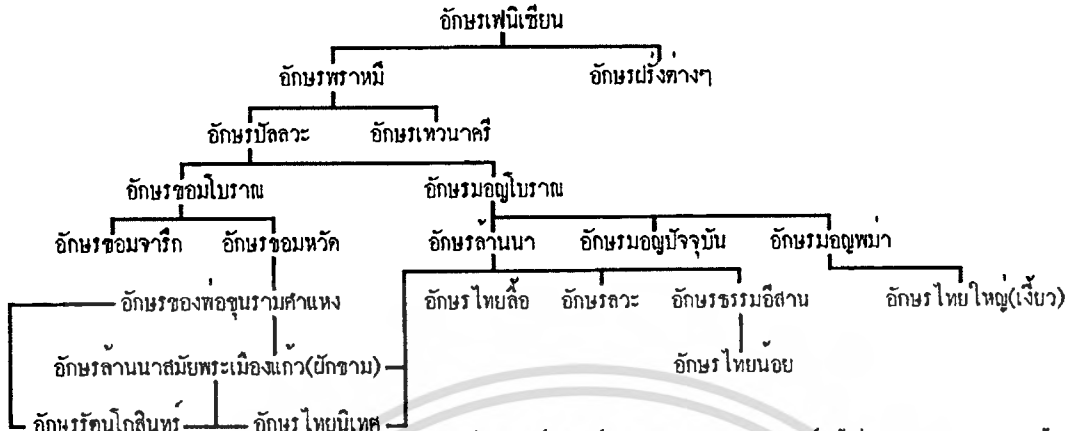 อักษรเฟนิเชียน
อักษรพราหมี อักษรฝรั่งต่างๆ
อักษรปัลลวะ อักษรเทวนาครี
อักษรขอมโบราณ อักษรมอญโบราณ
อักษรขอมจารึก อักษรขอมหวัด อักษรล้านนา อักษรมอญปัจจุบัน อักษรมอญพม่า
อักษรของพ่อขุนรามคำแหง อักษรไทยลื้อ อักษรลวะ อักษรธรรมอีสาน อักษรไทยใหญ่(เงี้ยว)
อักษรล้านนาสมัยพระเมืองแก้ว(ฝักขาม) อักษรไทยน้อย
อักษรรัตนโกสินทร์ อักษรไทยนิเทศ